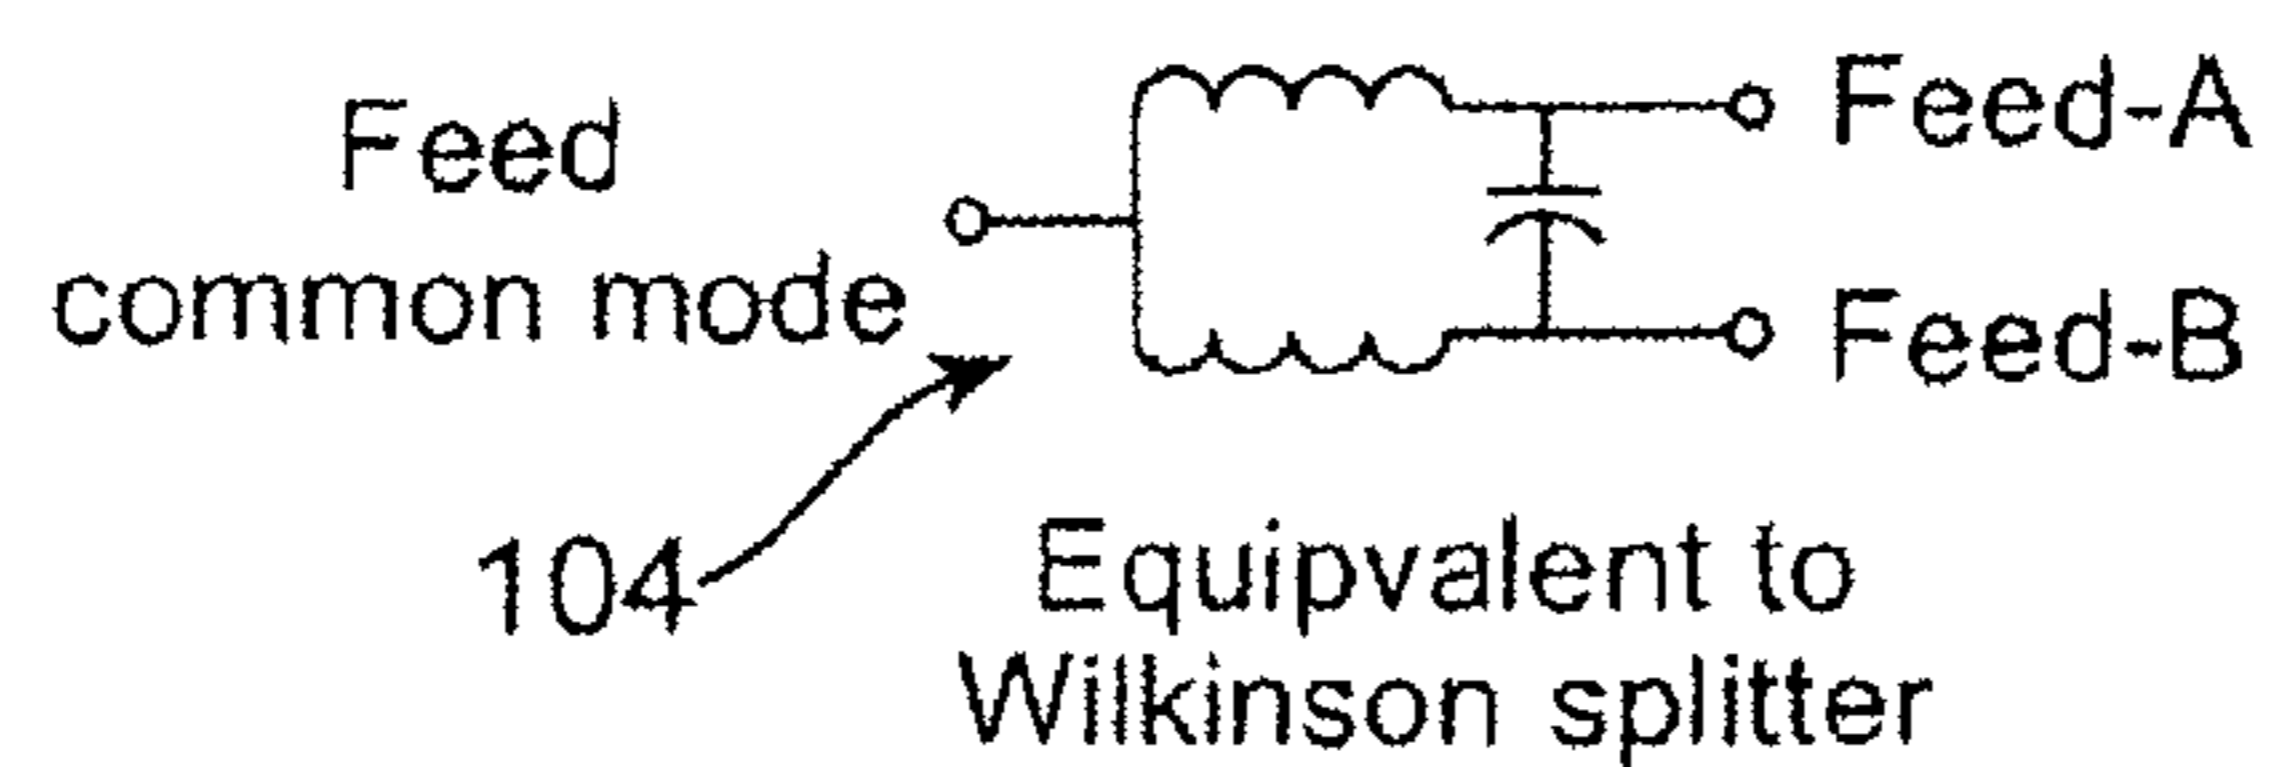 Feed
common mode
Feed-A
Feed-B
104
Equipvalent to
Wilkinson splitter